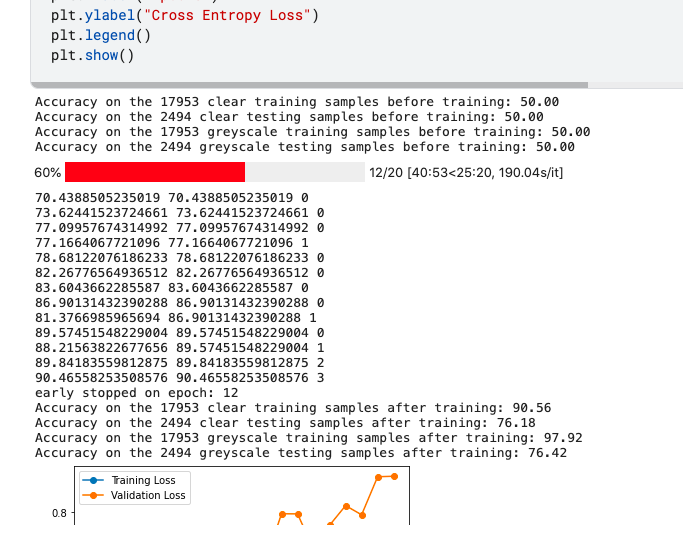 plt.ylabel("Cross Entropy Loss")
plt.legend()
plt.show()
Accuracy on the 17953 clear training samples before training: 50.00
Accuracy on the 2494 clear testing samples before training: 50.00
Accuracy on the 17953 greyscale training samples before training: 50.00
Accuracy on the 2494 greyscale testing samples before training: 50.00
60% 12/20 [40:53<25:20, 190.04s/it]
70.4388505235019 70.4388505235019 0
73.62441523724661 73.62441523724661 0
77.09957674314992 77.09957674314992 0
77.1664067721096 77.1664067721096 1
78.68122076186233 78.68122076186233 0
82.26776564936512 82.26776564936512 0
83.6043662285587 83.6043662285587 0
86.90131432390288 86.90131432390288 0
81.3766985965694 86.90131432390288 1
89.57451548229004 89.57451548229004 0
88.21563822677656 89.57451548229004 1
89.84183559812875 89.84183559812875 2
90.46558253508576 90.46558253508576 3
early stopped on epoch: 12
Accuracy on the 17953 clear training samples after training: 90.56
Accuracy on the 2494 clear testing samples after training: 76.18
Accuracy on the 17953 greyscale training samples after training: 97.92
Accuracy on the 2494 greyscale testing samples after training: 76.42
Training Loss
Validation Loss
0.8